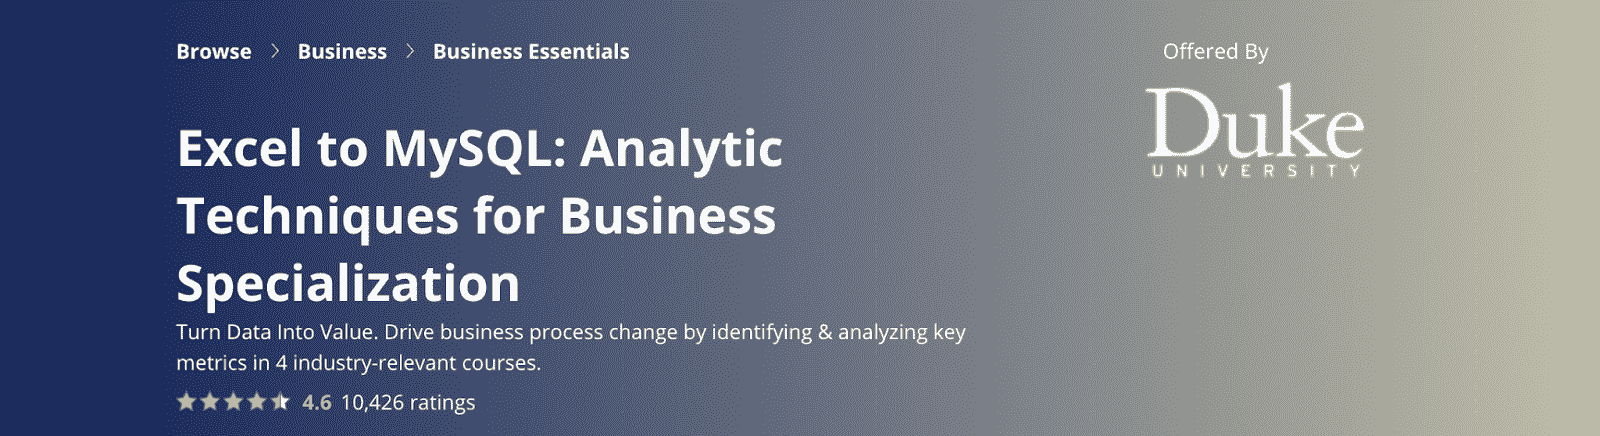 Browse > Business > Business Essentials
Offered By
Duke
UNIVERSITY
Excel to MySQL: Analytic
Techniques for Business
Specialization
Turn Data Into Value. Drive business process change by identifying & analyzing key
metrics in 4 industry-relevant courses.
4.6 10,426 ratings